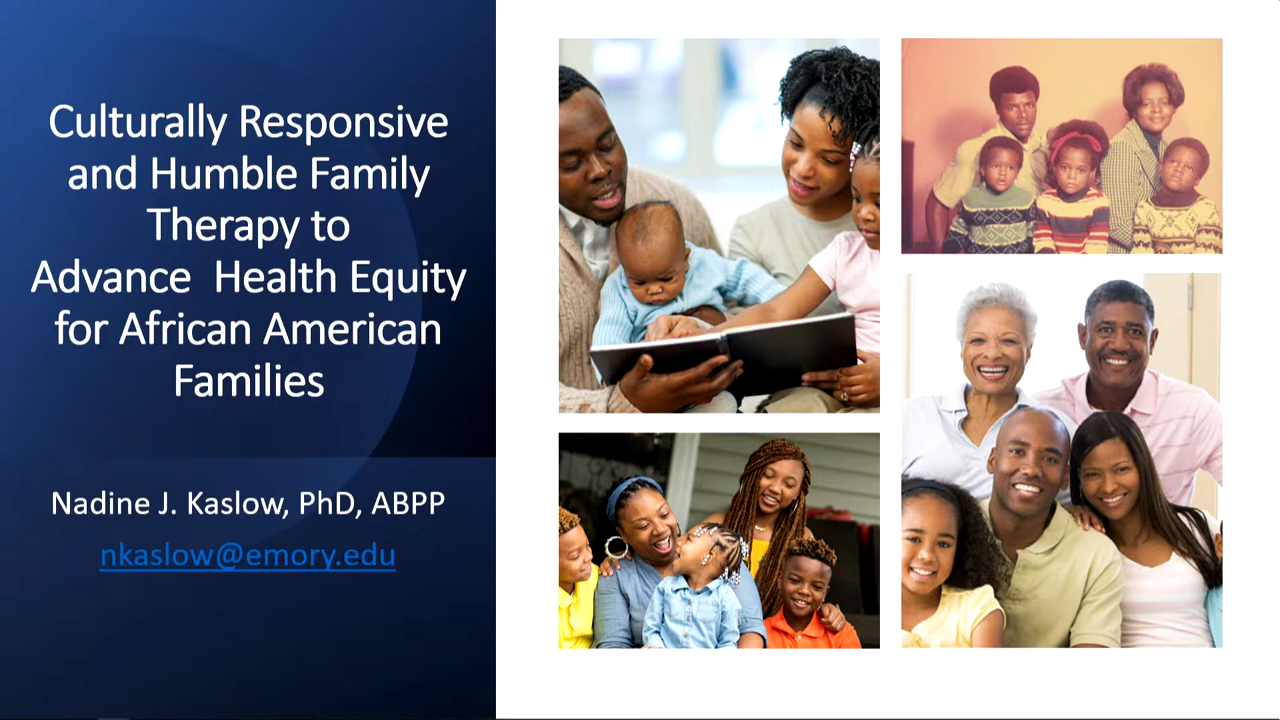 Culturally Responsive
and Humble Family
Therapy to
Advance  Health Equity
for African American
Families
Nadine J. Kaslow, PhD, ABPP
nkaslow@emory.edu